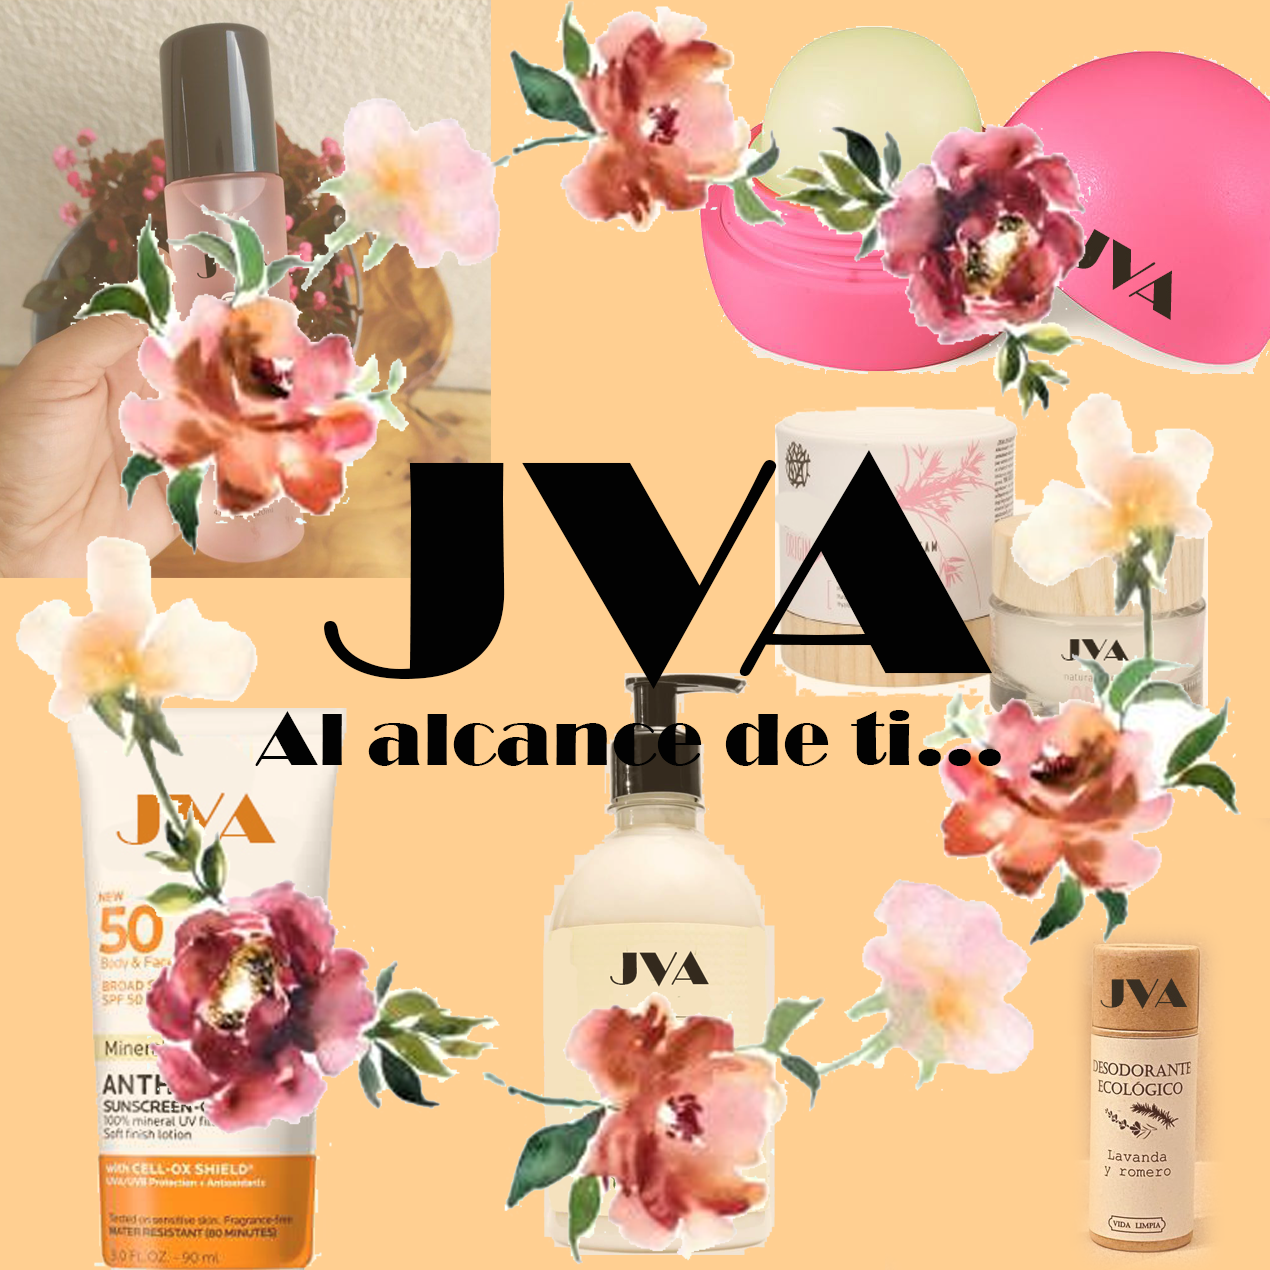 JVA
JVA
Al alcance de ti...
JVA
JVA
NEW
50
Body & Face
BROAD
SPF 50
Mineral
SUNSCREEN
100% mineral UV
Soft finish lotion
with CELL-OX SHIELD®
UVA/UVB Protection + Antioxidants
Tested on sensitive skin. Fragrance-free
WATER RESISTANT (80 MINUTES)
3.0 FL. OZ. - 90 mL
JVA
JVA
DESODORANTE
ECOLÓGICO
Lavanda
y romero
VIDA LIMPIA